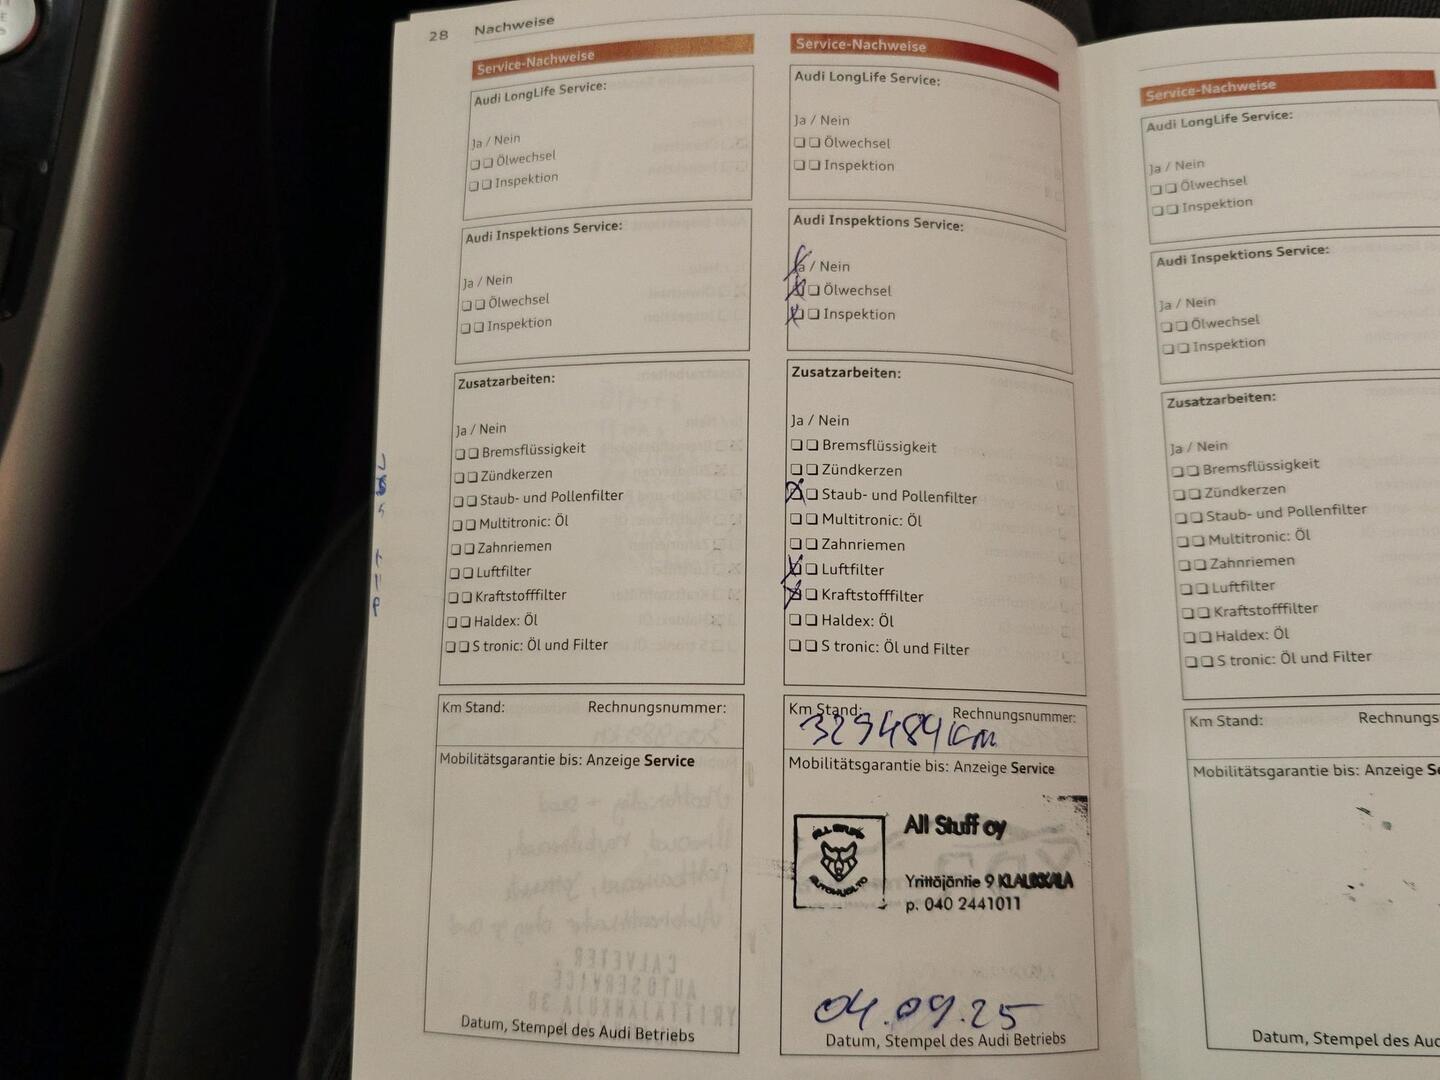 28 Nachweise
Service-Nachweise
Audi LongLife Service:
Ja / Nein
Ölwechsel
Inspektion
Audi Inspektions Service:
Ja / Nein
Ölwechsel
Inspektion
Zusatzarbeiten:
Ja / Nein
Bremsflüssigkeit
Zündkerzen
Staub- und Pollenfilter
Multitronic: Öl
Zahnriemen
Luftfilter
Kraftstofffilter
Haldex: Öl
S tronic: Öl und Filter
Km Stand: Rechnungsnummer:
Mobilitätsgarantie bis: Anzeige Service
Datum, Stempel des Audi Betriebs
Service-Nachweise
Audi LongLife Service:
Ja / Nein
Ölwechsel
Inspektion
Audi Inspektions Service:
Ja / Nein
Ölwechsel
Inspektion
Zusatzarbeiten:
Ja / Nein
Bremsflüssigkeit
Zündkerzen
Staub- und Pollenfilter
Multitronic: Öl
Zahnriemen
Luftfilter
Kraftstofffilter
Haldex: Öl
S tronic: Öl und Filter
Km Stand: Rechnungsnummer:
329489 km
Mobilitätsgarantie bis: Anzeige Service
All Stuff oy
AUTOHUOLTO
Yrittäjäntie 9 KLAUKKALA
p. 040 2441011
04.09.25
Datum, Stempel des Audi Betriebs
Service-Nachweise
Audi LongLife Service:
Ja / Nein
Ölwechsel
Inspektion
Audi Inspektions Service:
Ja / Nein
Ölwechsel
Inspektion
Zusatzarbeiten:
Ja / Nein
Bremsflüssigkeit
Zündkerzen
Staub- und Pollenfilter
Multitronic: Öl
Zahnriemen
Luftfilter
Kraftstofffilter
Haldex: Öl
S tronic: Öl und Filter
Km Stand: Rechnungs
Mobilitätsgarantie bis: Anzeige Se
Datum, Stempel des Aud